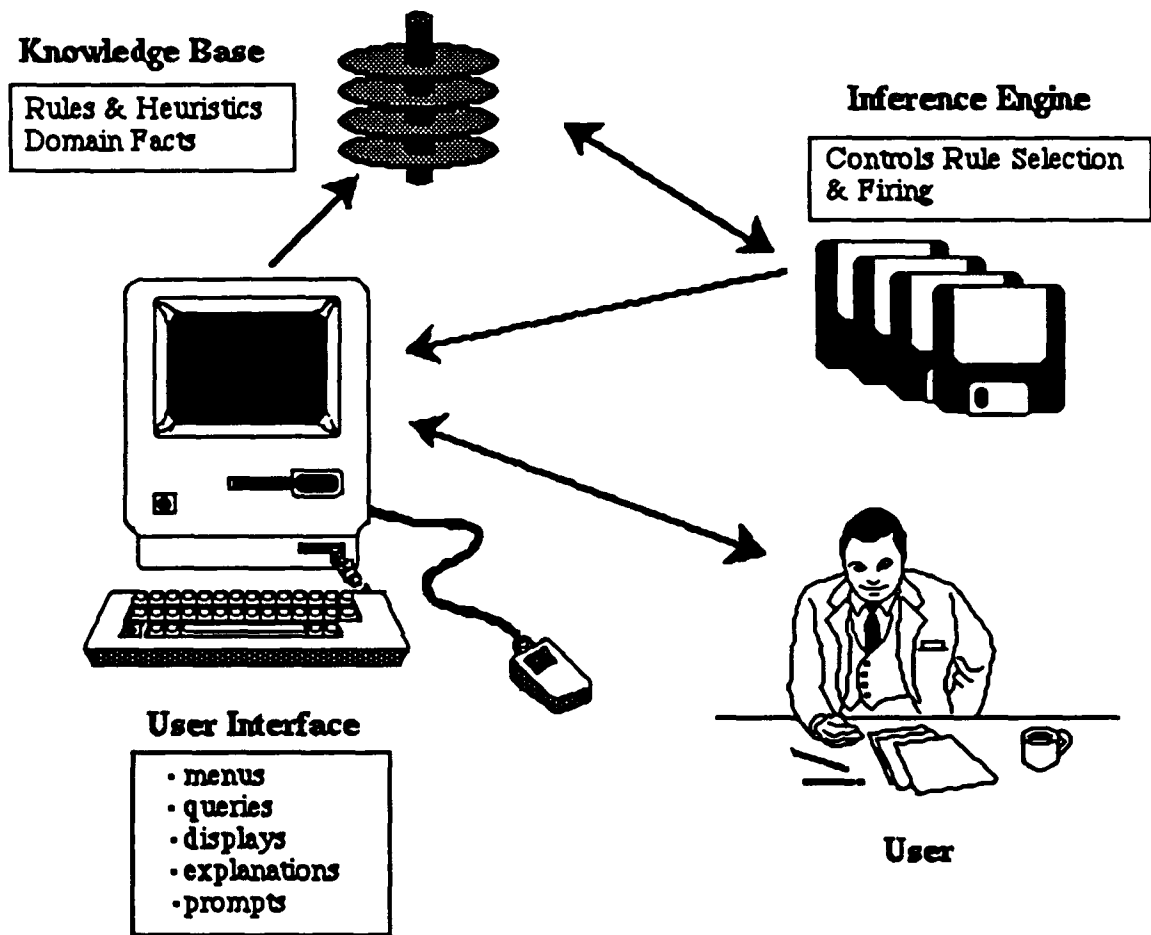 Knowledge Base
Rules & Heuristics
Domain Facts
Inference Engine
Controls Rule Selection
& Firing
User Interface
· menus
· queries
· displays
· explanations
· prompts
User